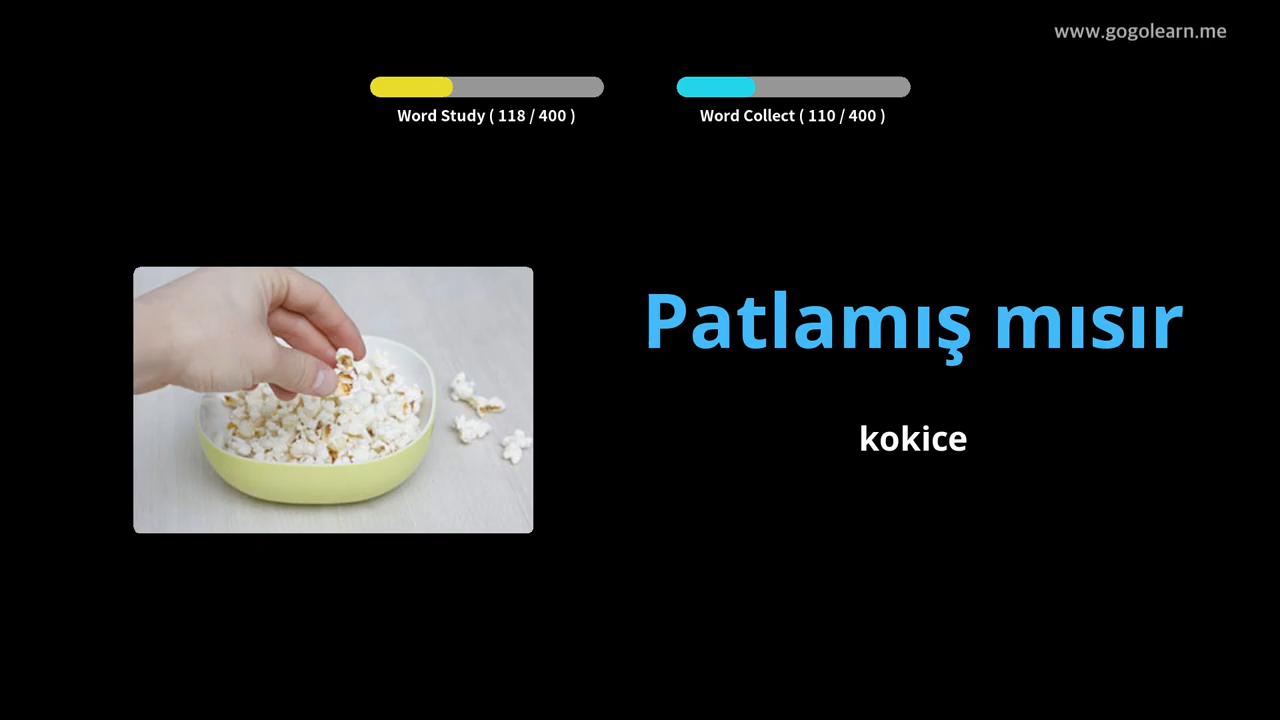 www.gogolearn.me
Word Study ( 118 / 400 )
Word Collect ( 110 / 400 )
Patlamış mısır
kokice